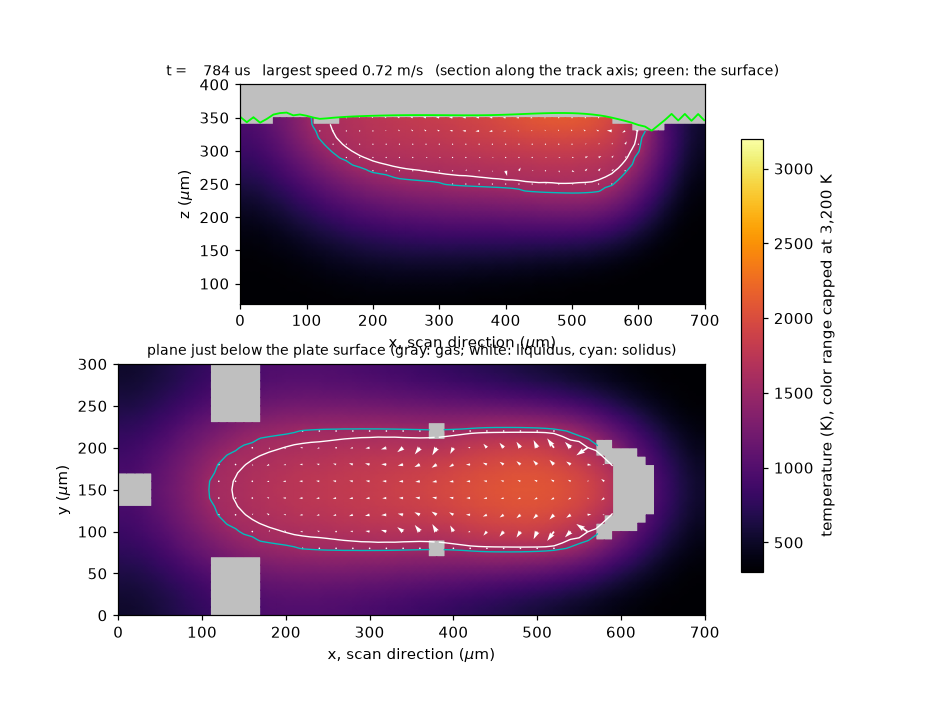 t =    784 us   largest speed 0.72 m/s   (section along the track axis; green: the surface)
400
350
300
250
200
150
100
z (μm)
0 100 200 300 400 500 600 700
x, scan direction (μm)
plane just below the plate surface (gray: gas; white: liquidus, cyan: solidus)
300
250
200
150
100
50
0
y (μm)
0 100 200 300 400 500 600 700
x, scan direction (μm)
3000
2500
2000
1500
1000
500
temperature (K), color range capped at 3,200 K